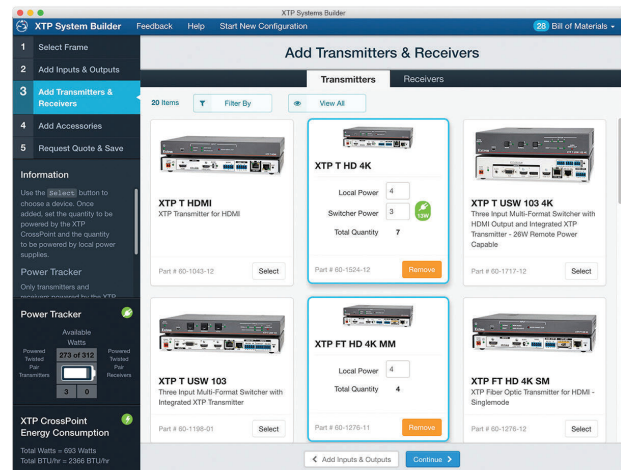 XTP Systems Builder
XTP System Builder
Feedback
Help
Start New Configuration
28 Bill of Materials
1 Select Frame
2 Add Inputs & Outputs
3 Add Transmitters &
Receivers
4 Add Accessories
5 Request Quote & Save
Information
Use the Select button to
choose a device. Once
added, set the quantity to be
powered by the XTP
CrossPoint and the quantity
to be powered by local power
supplies.
Power Tracker
Only transmitters and
receivers powered by the XTP
Power Tracker
Available
Watts
Powered
Twisted
Pair
Transmitters
273 of 312
Powered
Twisted
Pair
Receivers
3 0
XTP CrossPoint
Energy Consumption
Total Watts = 693 Watts
Total BTU/hr = 2366 BTU/hr
Add Transmitters & Receivers
Transmitters
Receivers
20 Items
Filter By
View All
XTP T HDMI
XTP Transmitter for HDMI
Part # 60-1043-12
Select
XTP T HD 4K
Local Power 4
Switcher Power 3
13W
Total Quantity 7
Part # 60-1524-12
Remove
XTP T USW 103 4K
Three Input Multi-Format Switcher with
HDMI Output and Integrated XTP
Transmitter - 26W Remote Power
Capable
Part # 60-1717-12
Select
XTP T USW 103
Three Input Multi-Format Switcher with
Integrated XTP Transmitter
Part # 60-1198-01
Select
XTP FT HD 4K MM
Local Power 4
Total Quantity 4
Part # 60-1276-11
Remove
XTP FT HD 4K SM
XTP Fiber Optic Transmitter for HDMI -
Singlemode
Part # 60-1276-12
Select
Add Inputs & Outputs
Continue